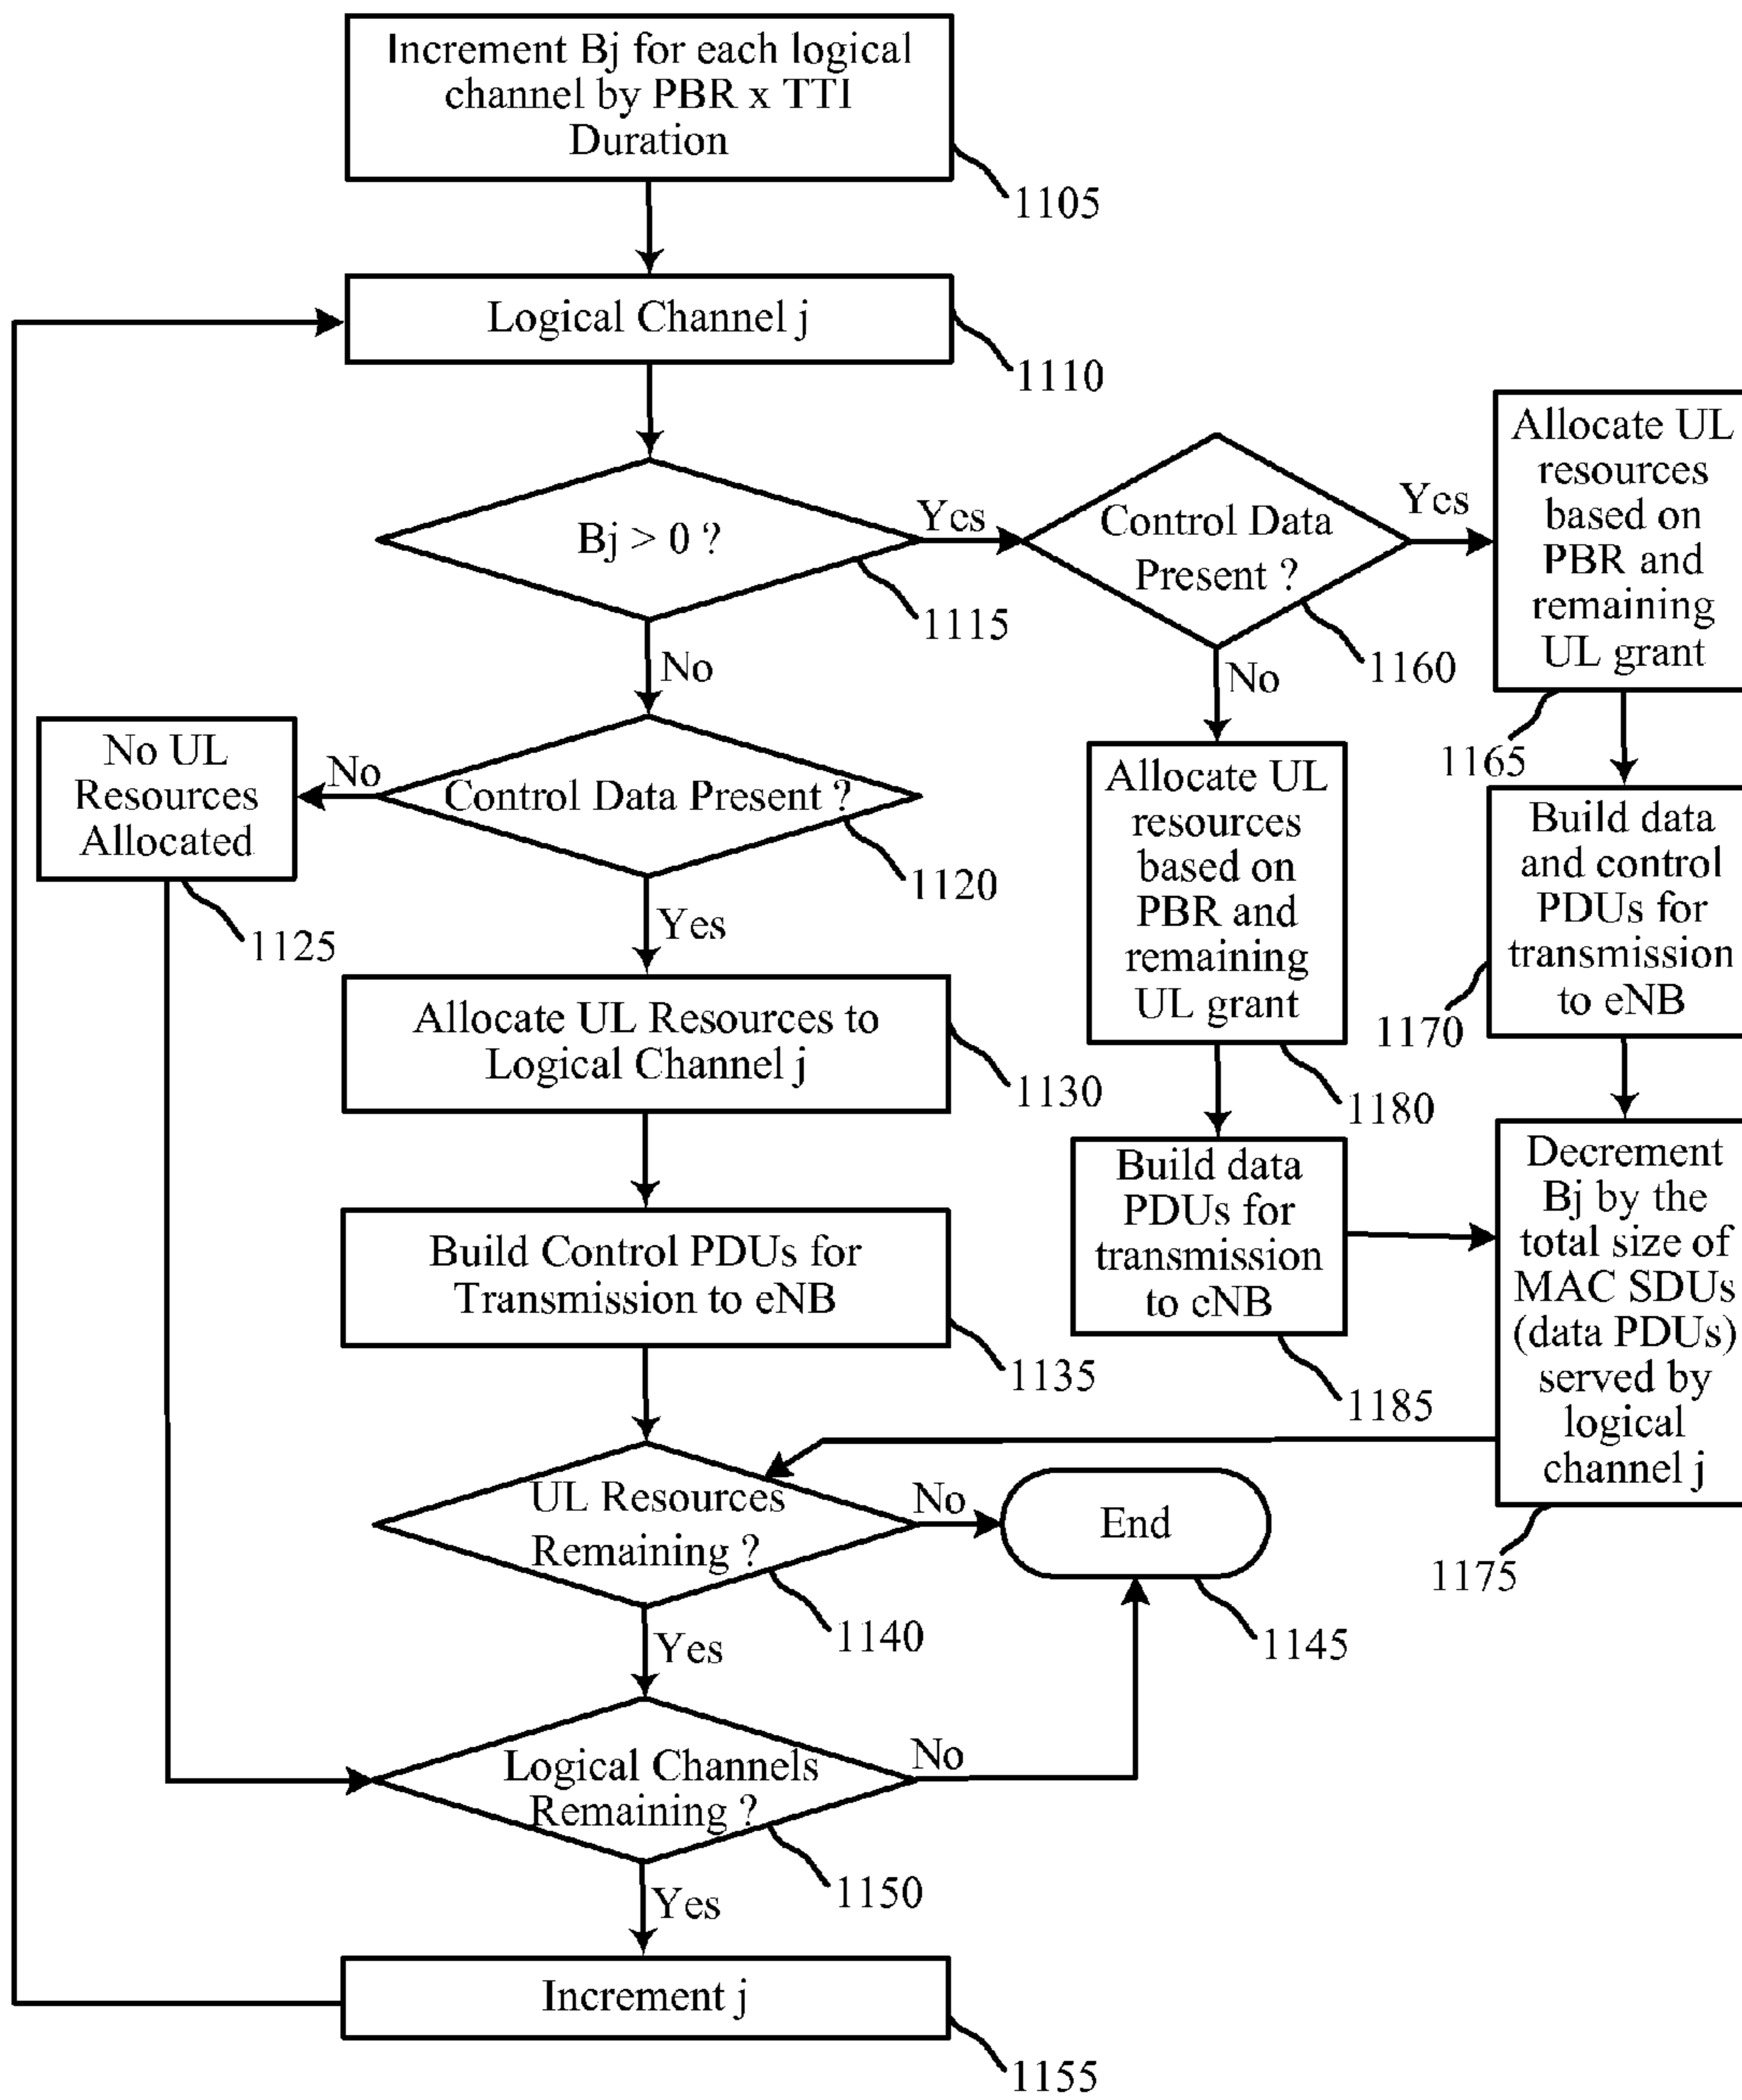 Increment Bj for each logical
channel by PBR x TTI
Duration
1105
Logical Channel j
1110
Bj > 0 ?
1115
Yes
No
Control Data
Present ?
1160
Yes
No
Allocate UL
resources
based on
PBR and
remaining
UL grant
1165
Build data
and control
PDUs for
transmission
to eNB
1170
Decrement
Bj by the
total size of
MAC SDUs
(data PDUs)
served by
logical
channel j
1175
Allocate UL
resources
based on
PBR and
remaining
UL grant
1180
Build data
PDUs for
transmission
to eNB
1185
Control Data Present ?
1120
No
Yes
No UL
Resources
Allocated
1125
Allocate UL Resources to
Logical Channel j
1130
Build Control PDUs for
Transmission to eNB
1135
UL Resources
Remaining ?
1140
No
Yes
End
1145
Logical Channels
Remaining ?
1150
No
Yes
Increment j
1155